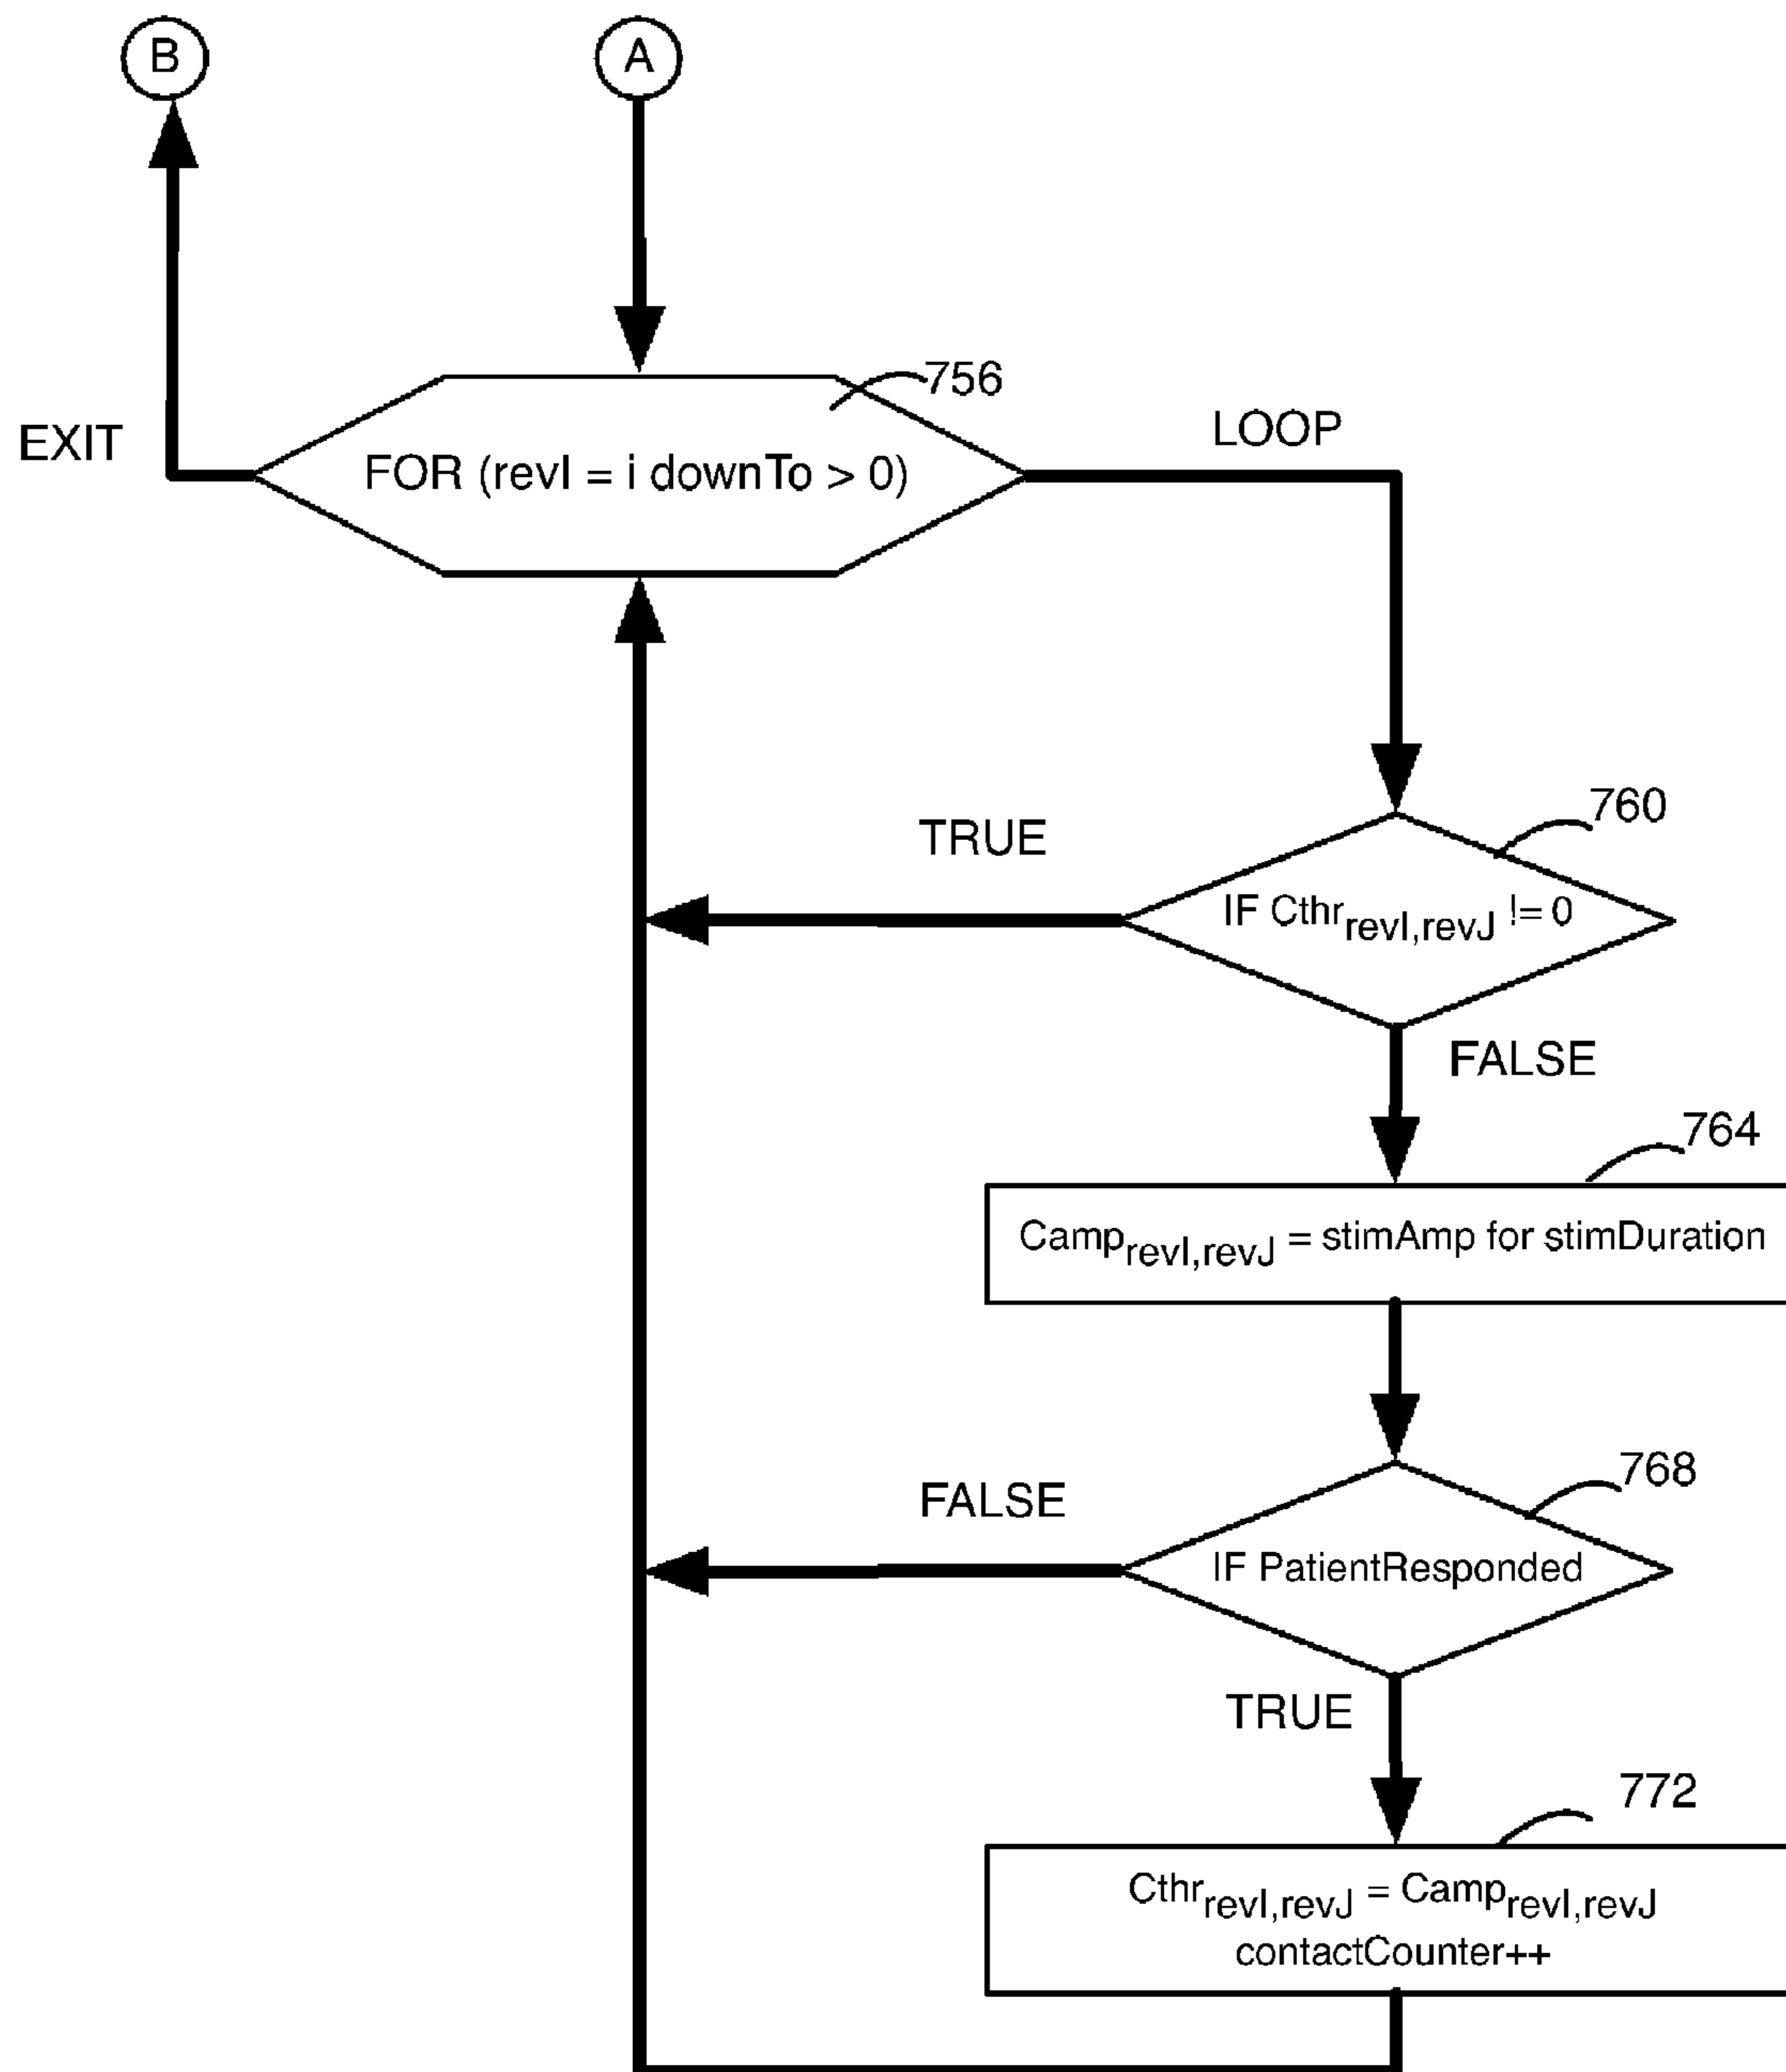 B
A
756
EXIT
LOOP
FOR (revI = i downTo > 0)
760
TRUE
IF Cthr revI,revJ != 0
FALSE
764
Camp revI,revJ = stimAmp for stimDuration
768
FALSE
IF PatientResponded
TRUE
772
Cthr revI,revJ = Camp revI,revJ
contactCounter++